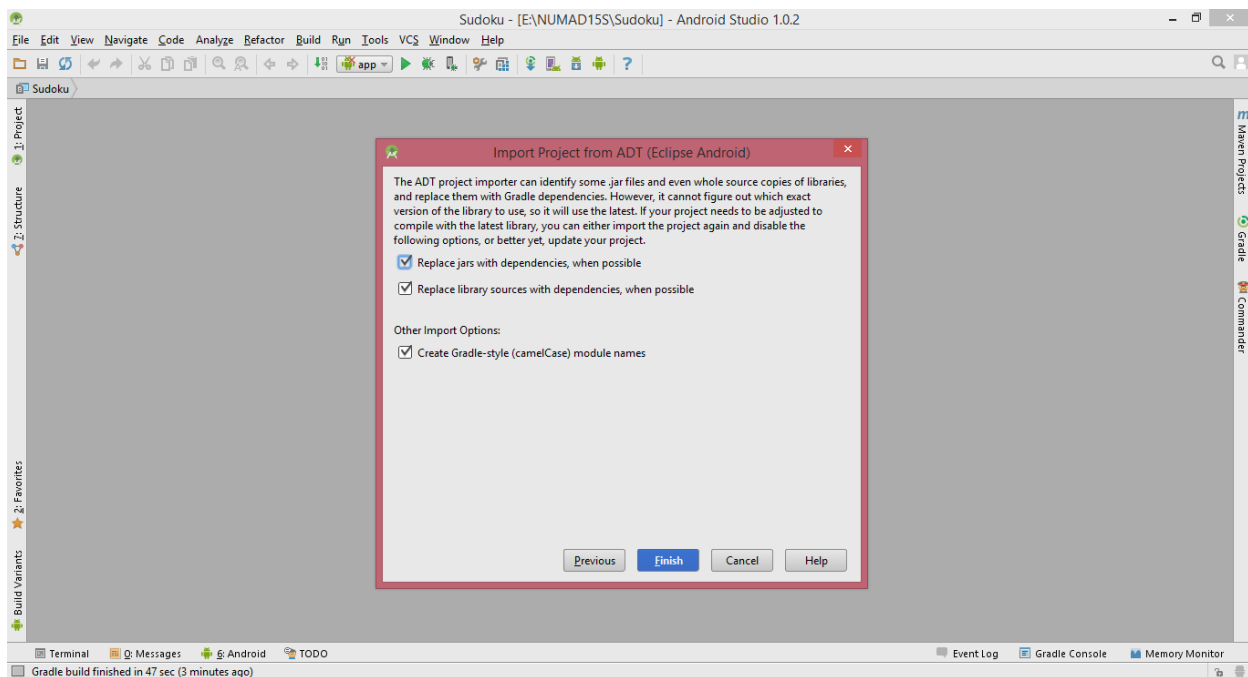 Sudoku - [E:\NUMAD15S\Sudoku] - Android Studio 1.0.2
File Edit View Navigate Code Analyze Refactor Build Run Tools VCS Window Help
app
Sudoku
1: Project
7: Structure
2: Favorites
Build Variants
Import Project from ADT (Eclipse Android)
The ADT project importer can identify some .jar files and even whole source copies of libraries,
and replace them with Gradle dependencies. However, it cannot figure out which exact
version of the library to use, so it will use the latest. If your project needs to be adjusted to
compile with the latest library, you can either import the project again and disable the
following options, or better yet, update your project.
Replace jars with dependencies, when possible
Replace library sources with dependencies, when possible
Other Import Options:
Create Gradle-style (camelCase) module names
Previous Finish Cancel Help
m Maven Projects
Gradle
Commander
Terminal 0: Messages 6: Android TODO Event Log Gradle Console Memory Monitor
Gradle build finished in 47 sec (3 minutes ago)